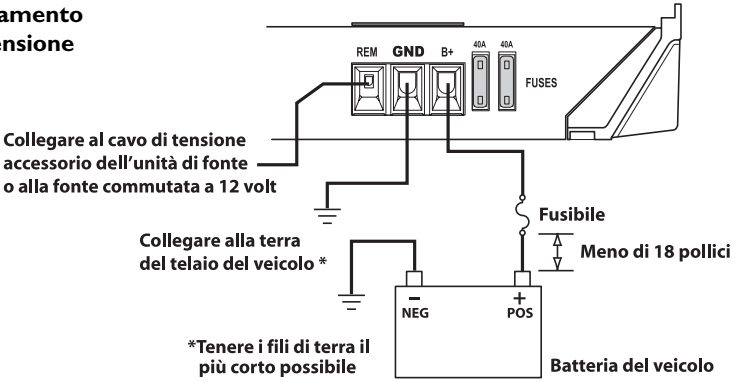 amento
ensione
REM GND B+ 40A 40A
FUSES
Collegare al cavo di tensione
accessorio dell'unità di fonte
o alla fonte commutata a 12 volt
Fusibile
Collegare alla terra
del telaio del veicolo *
Meno di 18 pollici
– +
NEG POS
*Tenere i fili di terra il
più corto possibile
Batteria del veicolo